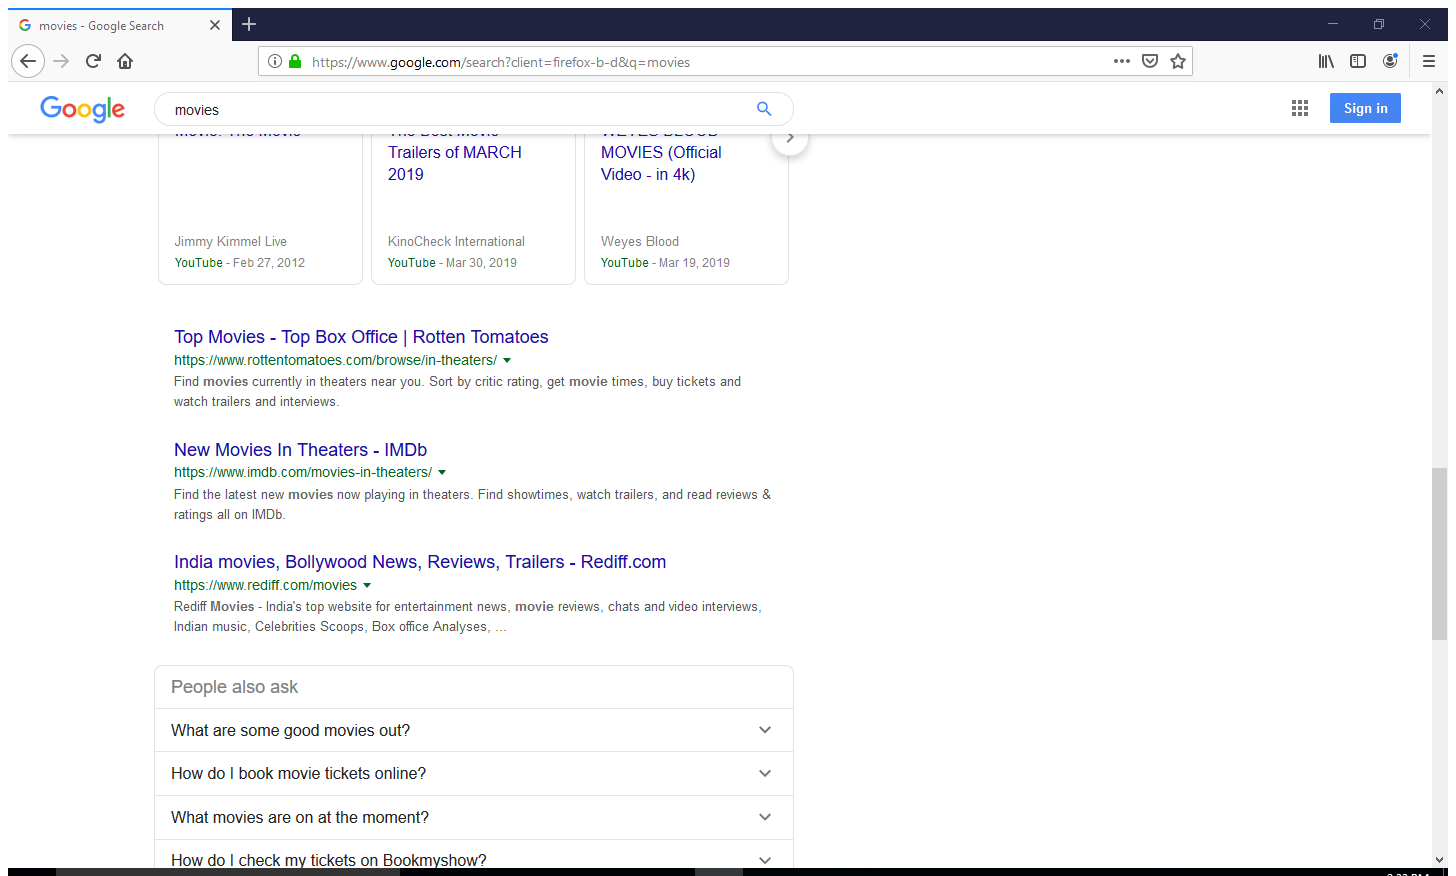 movies - Google Search
https://www.google.com/search?client=firefox-b-d&q=movies
Google
movies
Sign in
Movie: The Movie
The Best Movie
Trailers of MARCH
2019
WEYES BLOOD
MOVIES (Official
Video - in 4k)
Jimmy Kimmel Live
YouTube - Feb 27, 2012
KinoCheck International
YouTube - Mar 30, 2019
Weyes Blood
YouTube - Mar 19, 2019
Top Movies - Top Box Office | Rotten Tomatoes
https://www.rottentomatoes.com/browse/in-theaters/
Find movies currently in theaters near you. Sort by critic rating, get movie times, buy tickets and
watch trailers and interviews.
New Movies In Theaters - IMDb
https://www.imdb.com/movies-in-theaters/
Find the latest new movies now playing in theaters. Find showtimes, watch trailers, and read reviews &
ratings all on IMDb.
India movies, Bollywood News, Reviews, Trailers - Rediff.com
https://www.rediff.com/movies
Rediff Movies - India's top website for entertainment news, movie reviews, chats and video interviews,
Indian music, Celebrities Scoops, Box office Analyses, ...
People also ask
What are some good movies out?
How do I book movie tickets online?
What movies are on at the moment?
How do I check my tickets on Bookmyshow?